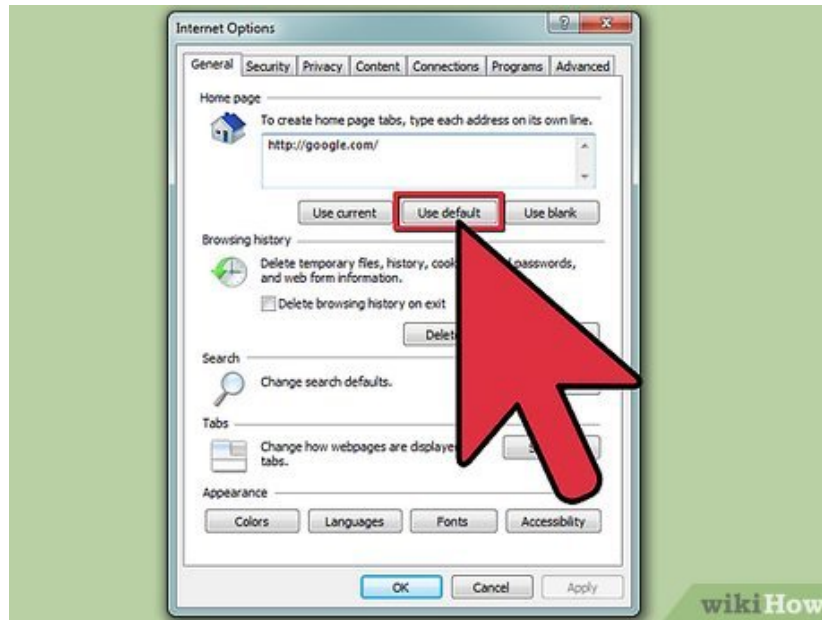 Internet Options
General Security Privacy Content Connections Programs Advanced
Home page
To create home page tabs, type each address on its own line.
http://google.com/
Use current Use default Use blank
Browsing history
Delete temporary files, history, passwords,
and web form information.
Delete browsing history on exit
Search
Change search defaults.
Tabs
Change how webpages are
tabs.
Appearance
Colors Languages Fonts Accessibility
OK Cancel Apply
wikiHow